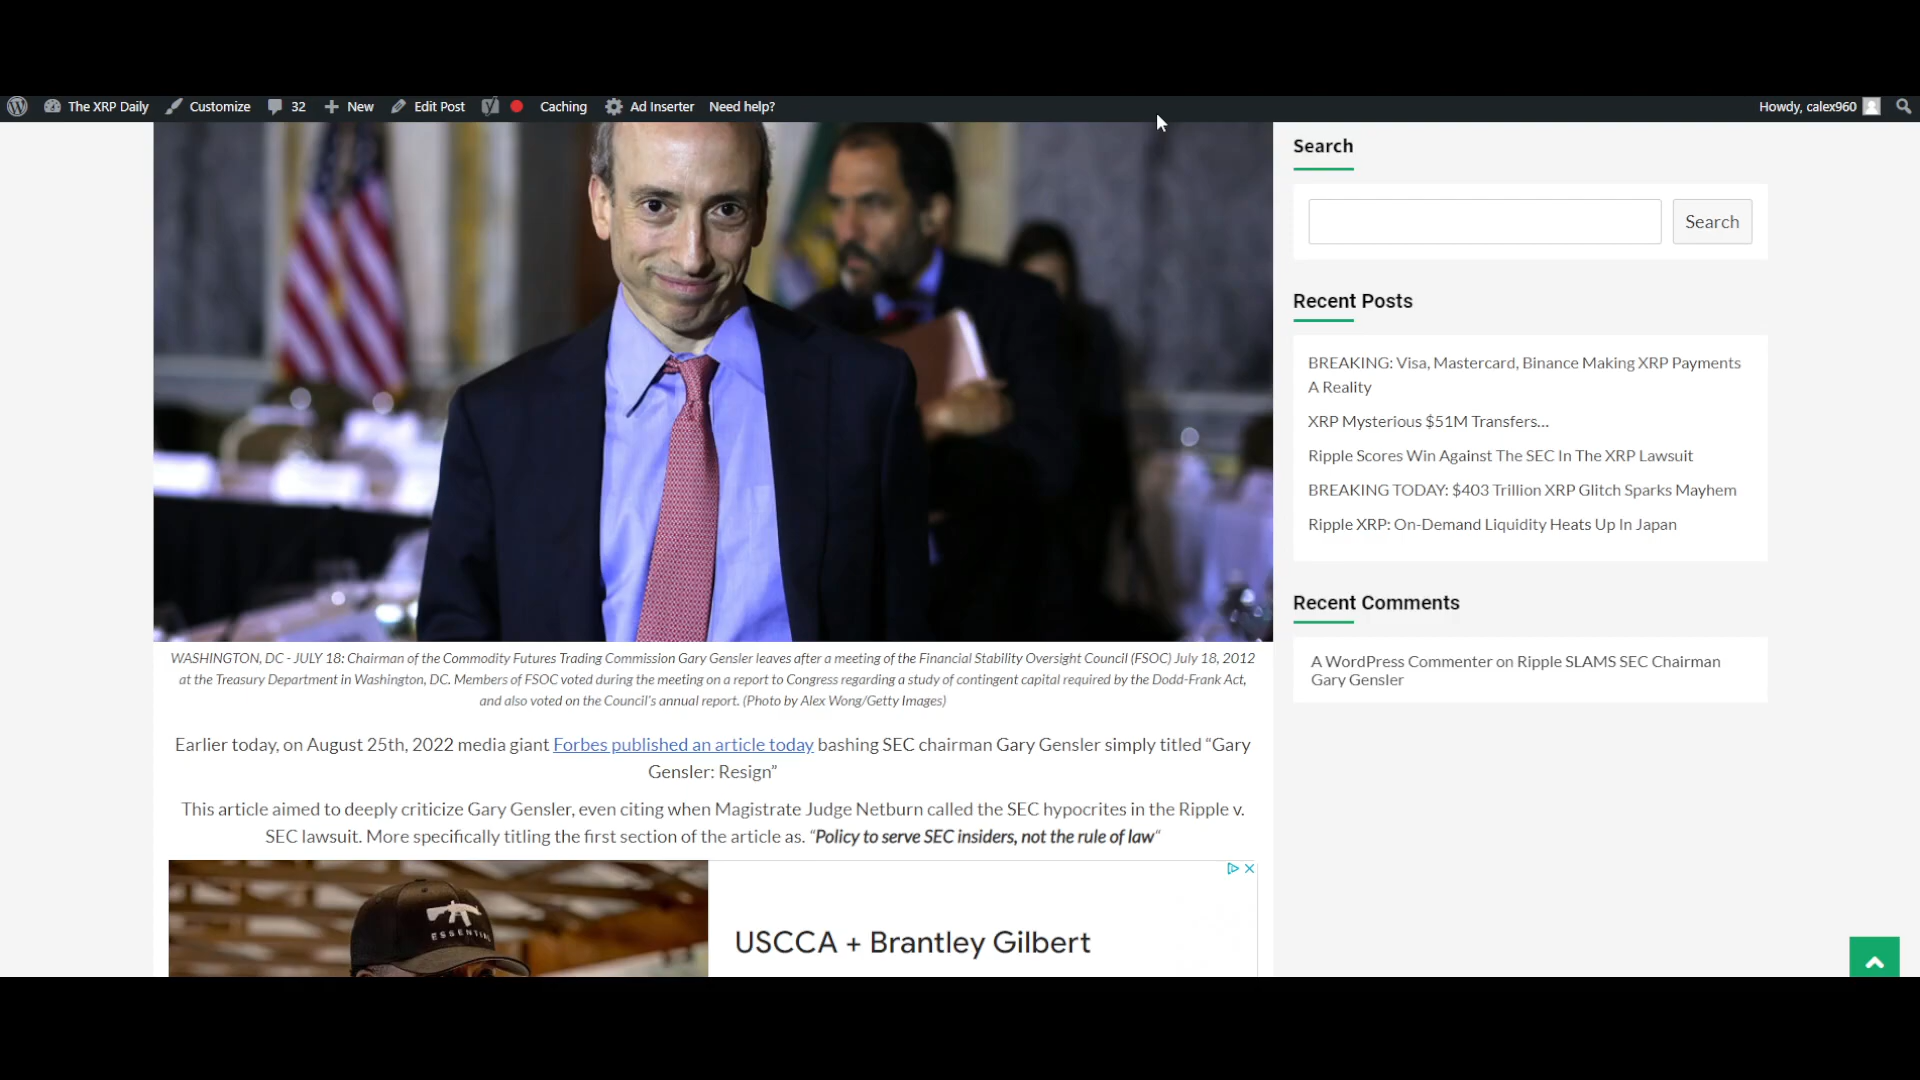 The XRP Daily Customize 32 New Edit Post Caching Ad Inserter Need help? Howdy, calex960
Search
Search
Recent Posts
BREAKING: Visa, Mastercard, Binance Making XRP Payments
A Reality
XRP Mysterious $51M Transfers…
Ripple Scores Win Against The SEC In The XRP Lawsuit
BREAKING TODAY: $403 Trillion XRP Glitch Sparks Mayhem
Ripple XRP: On-Demand Liquidity Heats Up In Japan
Recent Comments
A WordPress Commenter on Ripple SLAMS SEC Chairman
Gary Gensler
WASHINGTON, DC - JULY 18: Chairman of the Commodity Futures Trading Commission Gary Gensler leaves after a meeting of the Financial Stability Oversight Council (FSOC) July 18, 2012
at the Treasury Department in Washington, DC. Members of FSOC voted during the meeting on a report to Congress regarding a study of contingent capital required by the Dodd-Frank Act,
and also voted on the Council's annual report. (Photo by Alex Wong/Getty Images)
Earlier today, on August 25th, 2022 media giant Forbes published an article today bashing SEC chairman Gary Gensler simply titled “Gary
Gensler: Resign”
This article aimed to deeply criticize Gary Gensler, even citing when Magistrate Judge Netburn called the SEC hypocrites in the Ripple v.
SEC lawsuit. More specifically titling the first section of the article as. “Policy to serve SEC insiders, not the rule of law“
ESSENTIAL
USCCA + Brantley Gilbert